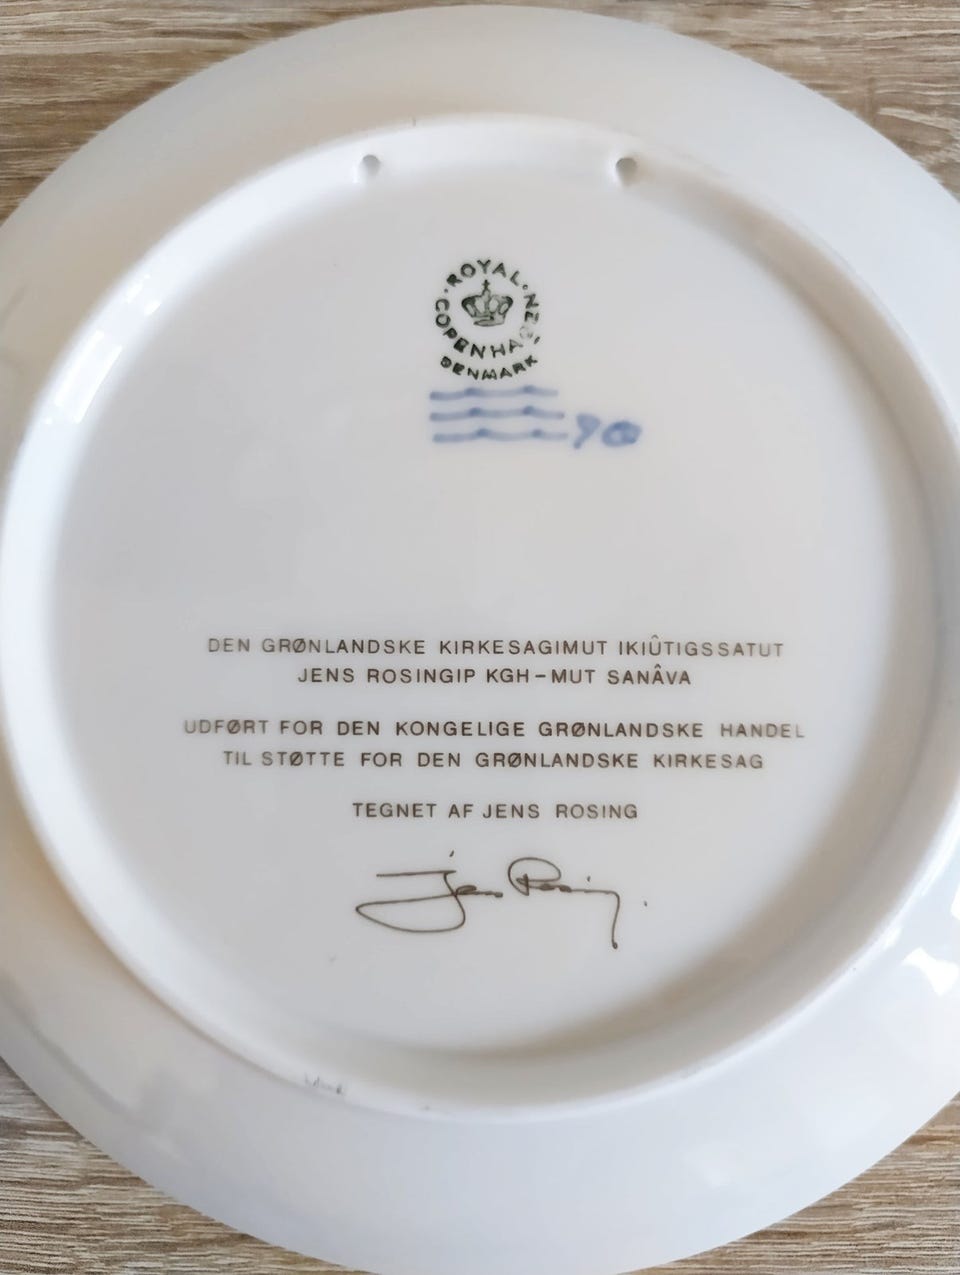 ROYAL COPENHAGEN
DENMARK
DEN GRØNLANDSKE KIRKESAGIMUT IKIÛTIGSSATUT
JENS ROSINGIP KGH-MUT SANÂVA
UDFØRT FOR DEN KONGELIGE GRØNLANDSKE HANDEL
TIL STØTTE FOR DEN GRØNLANDSKE KIRKESAG
TEGNET AF JENS ROSING
Jens Rosing.